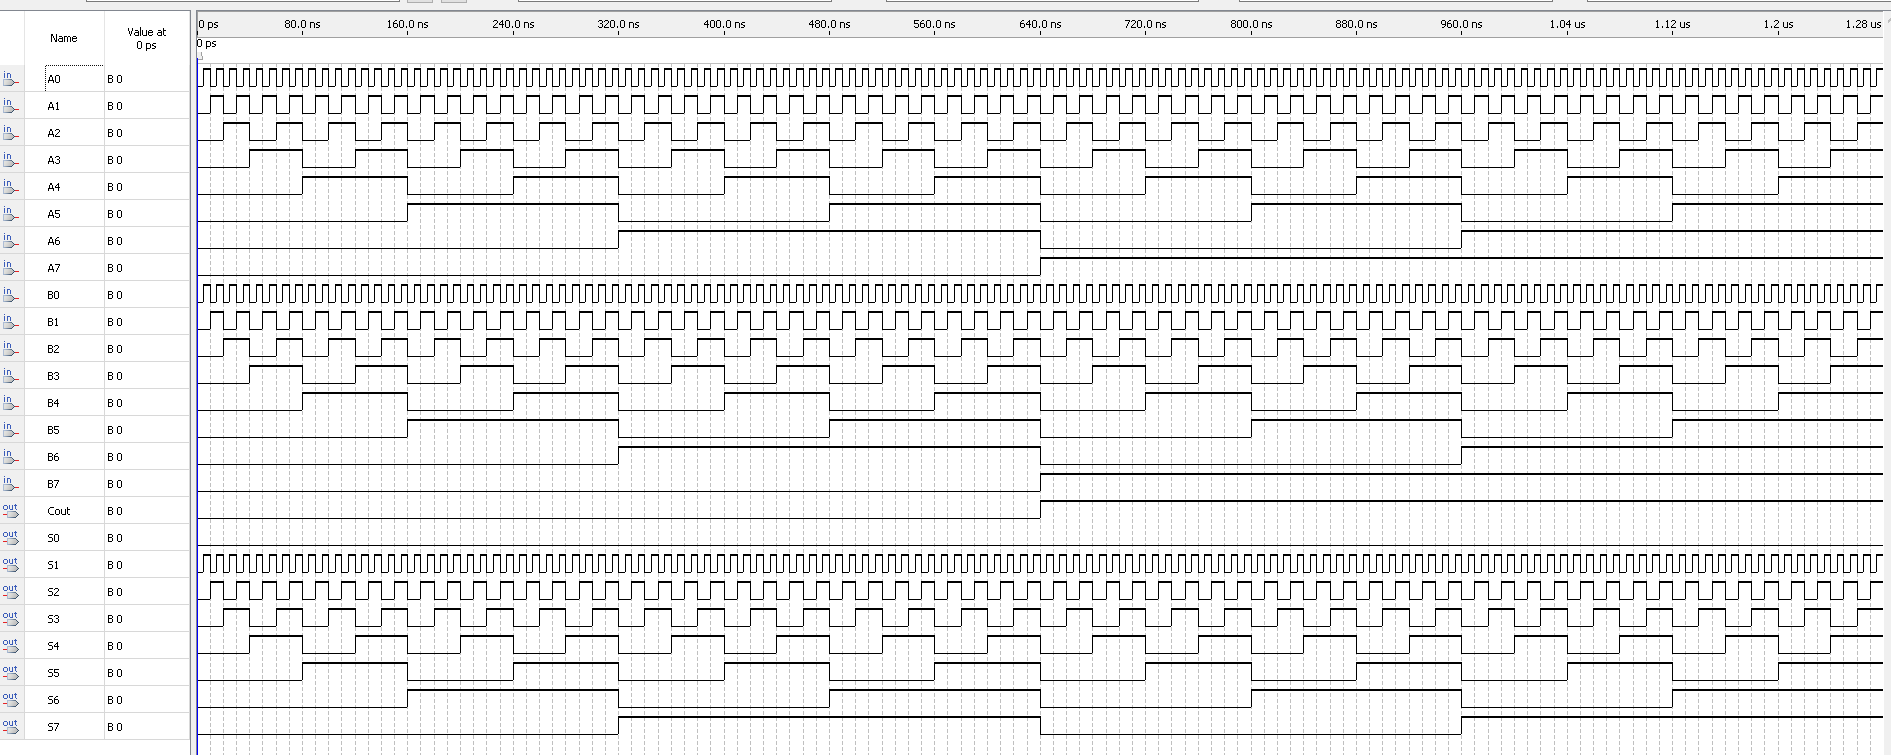 Name Value at 0 ps
0 ps 80.0 ns 160.0 ns 240.0 ns 320.0 ns 400.0 ns 480.0 ns 560.0 ns 640.0 ns 720.0 ns 800.0 ns 880.0 ns 960.0 ns 1.04 us 1.12 us 1.2 us 1.28 us
0 ps
in A0 B 0
in A1 B 0
in A2 B 0
in A3 B 0
in A4 B 0
in A5 B 0
in A6 B 0
in A7 B 0
in B0 B 0
in B1 B 0
in B2 B 0
in B3 B 0
in B4 B 0
in B5 B 0
in B6 B 0
in B7 B 0
out Cout B 0
out S0 B 0
out S1 B 0
out S2 B 0
out S3 B 0
out S4 B 0
out S5 B 0
out S6 B 0
out S7 B 0